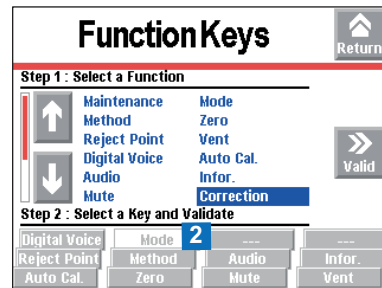 Function Keys
Return
Step 1 : Select a Function
Maintenance Mode
Method Zero
Reject Point Vent
Digital Voice Auto Cal.
Audio Infor.
Mute Correction
Valid
Step 2 : Select a Key and Validate
Digital Voice Mode 2 --- ---
Reject Point Method Audio Infor.
Auto Cal. Zero Mute Vent